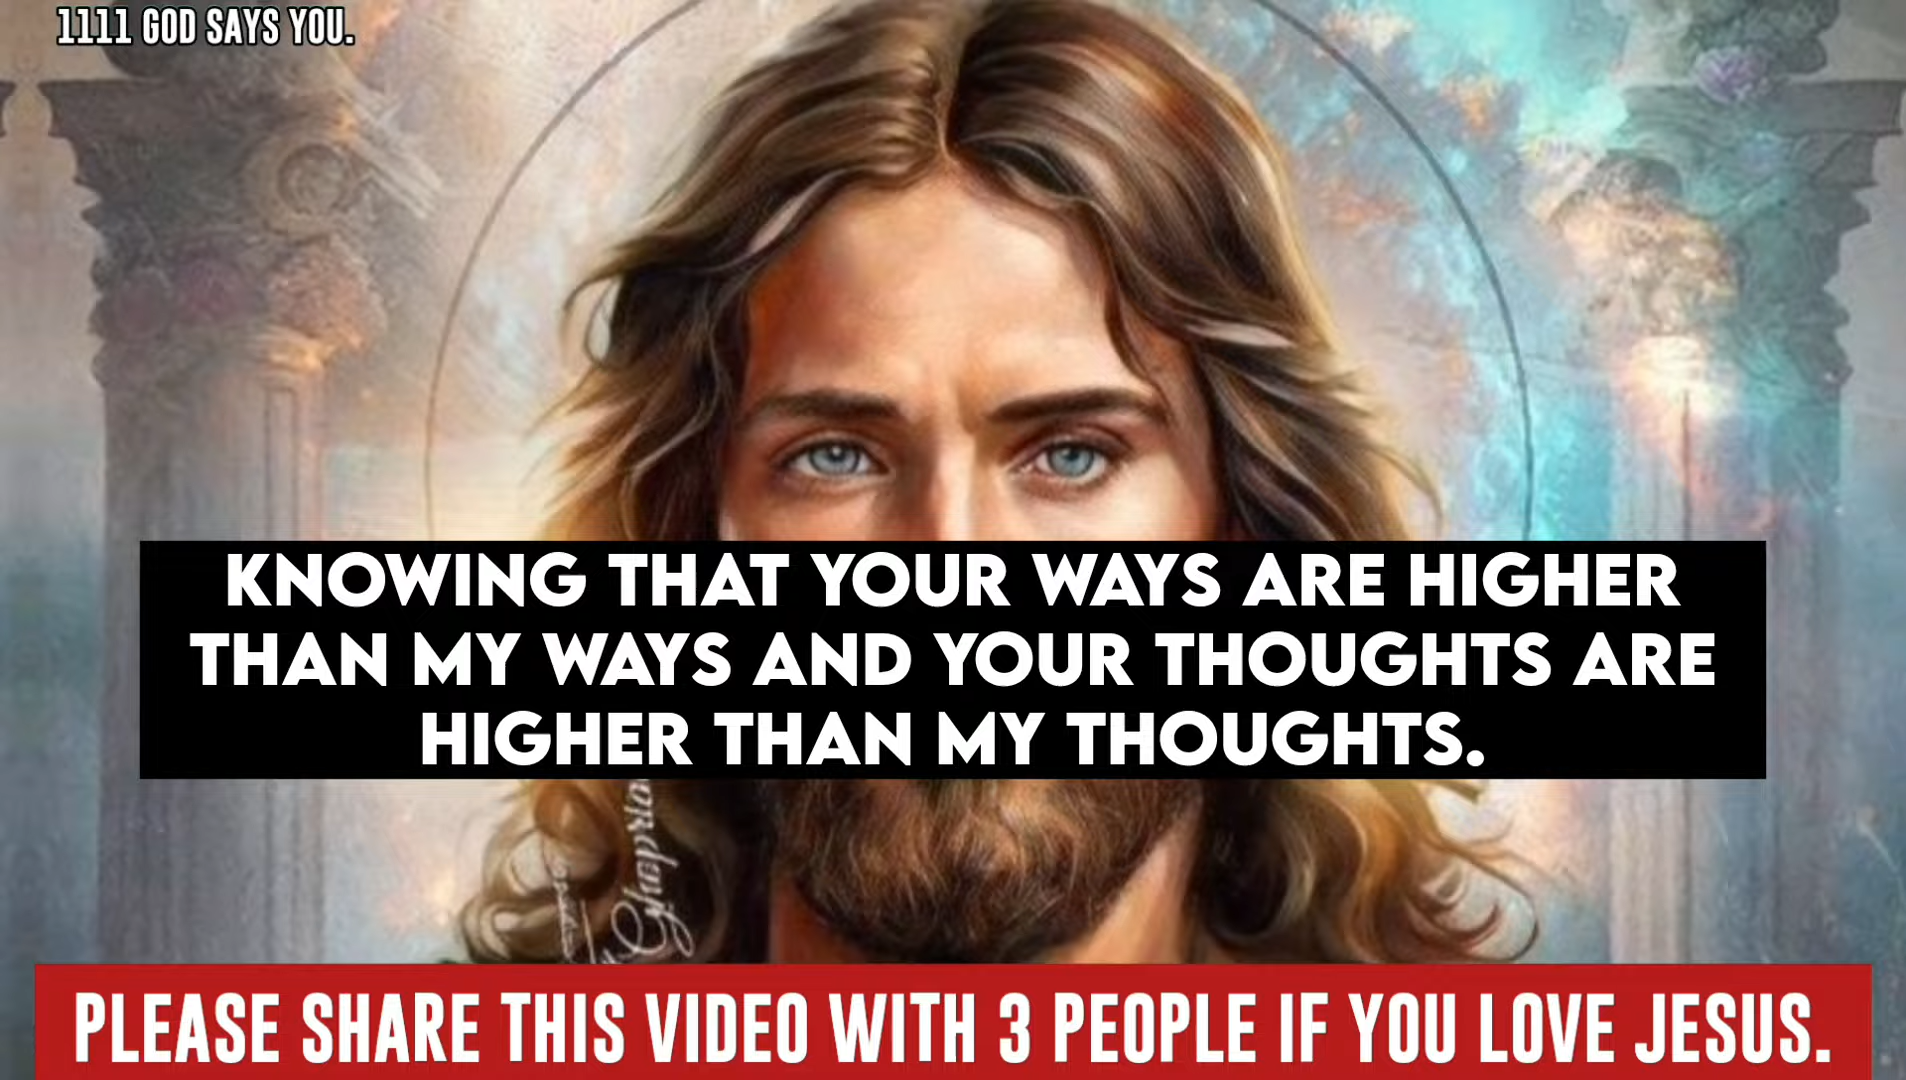 1111 GOD SAYS YOU.
KNOWING THAT YOUR WAYS ARE HIGHER
THAN MY WAYS AND YOUR THOUGHTS ARE
HIGHER THAN MY THOUGHTS.
PLEASE SHARE THIS VIDEO WITH 3 PEOPLE IF YOU LOVE JESUS.